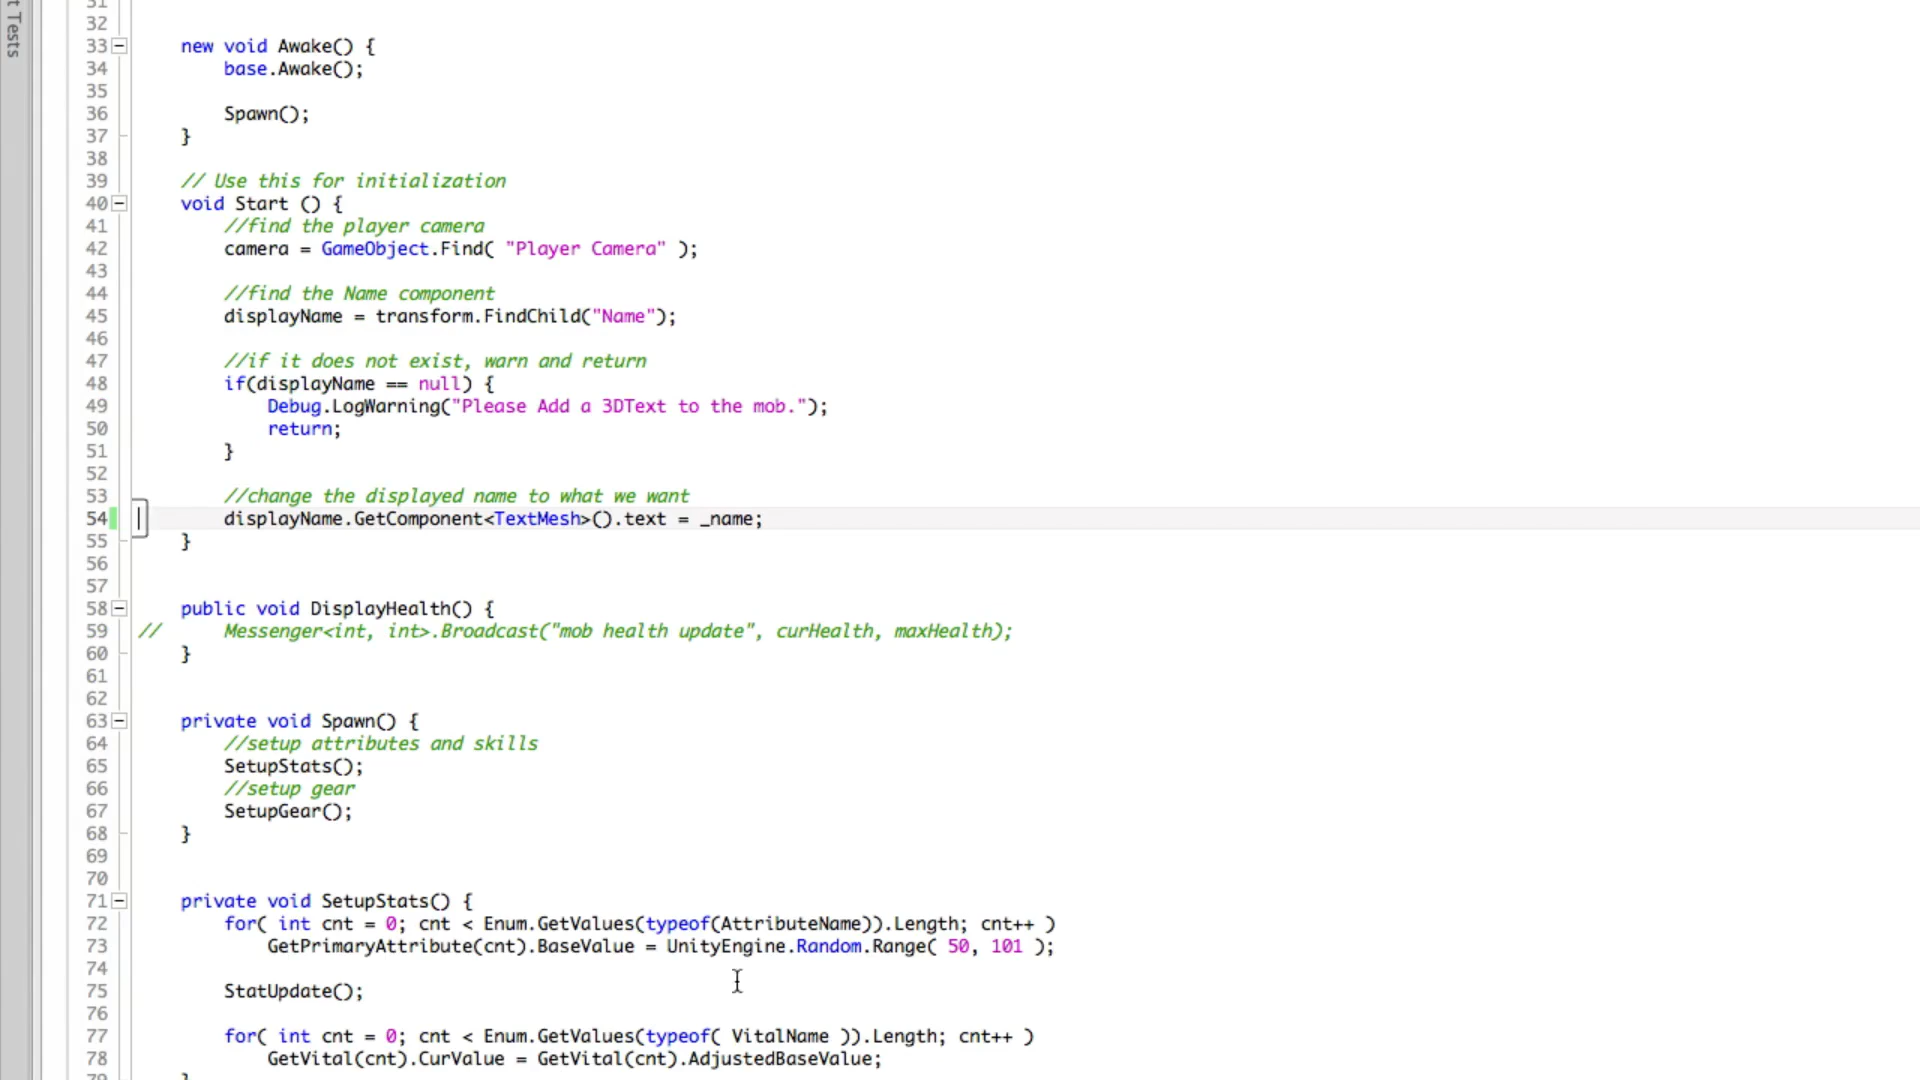 t Tests
31
32
33 new void Awake() {
34 base.Awake();
35
36 Spawn();
37 }
38
39 // Use this for initialization
40 void Start () {
41 //find the player camera
42 camera = GameObject.Find( "Player Camera" );
43
44 //find the Name component
45 displayName = transform.FindChild("Name");
46
47 //if it does not exist, warn and return
48 if(displayName == null) {
49 Debug.LogWarning("Please Add a 3DText to the mob.");
50 return;
51 }
52
53 //change the displayed name to what we want
54 displayName.GetComponent<TextMesh>().text = _name;
55 }
56
57
58 public void DisplayHealth() {
59 // Messenger<int, int>.Broadcast("mob health update", curHealth, maxHealth);
60 }
61
62
63 private void Spawn() {
64 //setup attributes and skills
65 SetupStats();
66 //setup gear
67 SetupGear();
68 }
69
70
71 private void SetupStats() {
72 for( int cnt = 0; cnt < Enum.GetValues(typeof(AttributeName)).Length; cnt++ )
73 GetPrimaryAttribute(cnt).BaseValue = UnityEngine.Random.Range( 50, 101 );
74
75 StatUpdate();
76
77 for( int cnt = 0; cnt < Enum.GetValues(typeof( VitalName )).Length; cnt++ )
78 GetVital(cnt).CurValue = GetVital(cnt).AdjustedBaseValue;
79 }